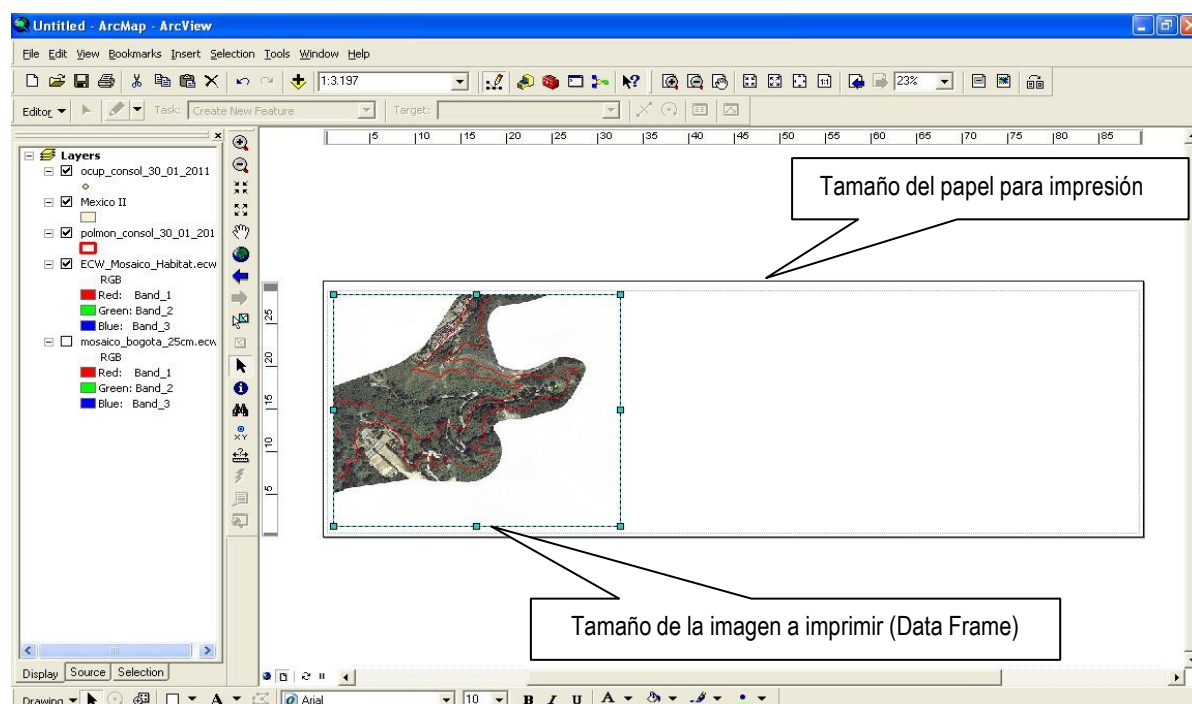 Untitled - ArcMap - ArcView
File Edit View Bookmarks Insert Selection Tools Window Help
1:3.197
23%
Editor
Task: Create New Feature
Target:
Layers
ocup_consol_30_01_2011
Mexico II
polmon_consol_30_01_201
ECW_Mosaico_Habitat.ecw
RGB
Red: Band_1
Green: Band_2
Blue: Band_3
mosaico_bogota_25cm.ecw
RGB
Red: Band_1
Green: Band_2
Blue: Band_3
Display Source Selection
XY
5 10 15 20 25 30 35 40 45 50 55 60 65 70 75 80 85
25
20
15
10
5
Tamaño del papel para impresión
Tamaño de la imagen a imprimir (Data Frame)
Drawing A Arial 10 B I U A